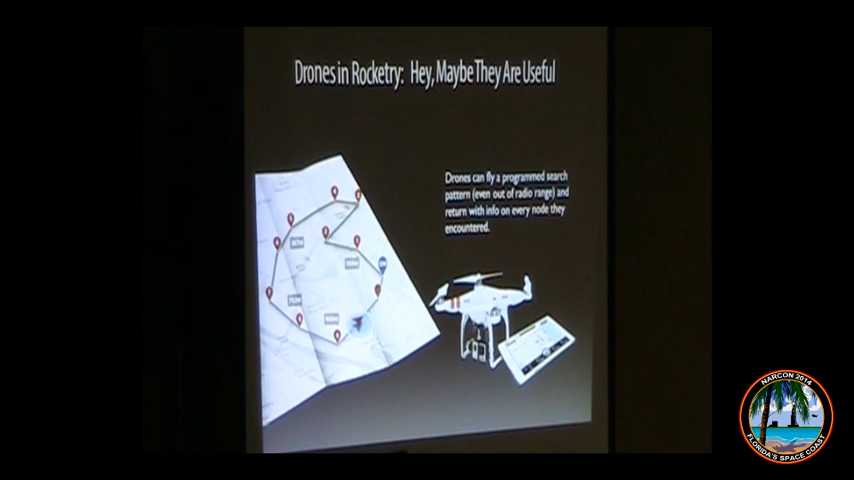 Drones in Rocketry: Hey, Maybe They Are Useful
Drones can fly a programmed search
pattern (even out of radio range) and
return with info on every node they
encountered.
NARCON 2014
FLORIDA'S SPACE COAST